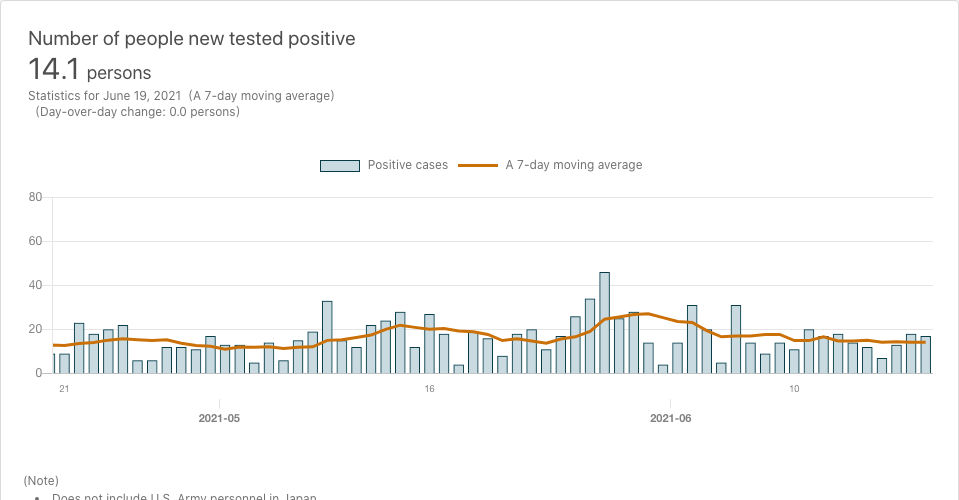 Number of people new tested positive
14.1 persons
Statistics for June 19, 2021 (A 7-day moving average)
(Day-over-day change: 0.0 persons)
Positive cases A 7-day moving average
80
60
40
20
0
21 16 10
2021-05 2021-06
(Note)
• Does not include U.S. Army personnel in Japan